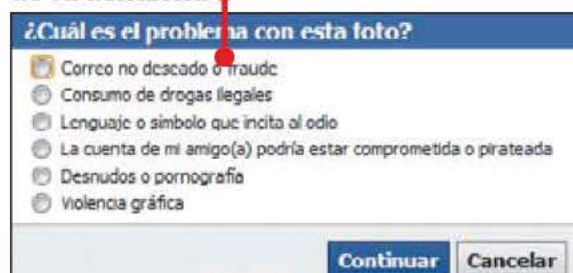 ¿Cuál es el problema con esta foto?
Correo no deseado o fraude
Consumo de drogas ilegales
Lenguaje o símbolo que incita al odio
La cuenta de mi amigo(a) podría estar comprometida o pirateada
Desnudos o pornografía
Violencia gráfica
Continuar Cancelar